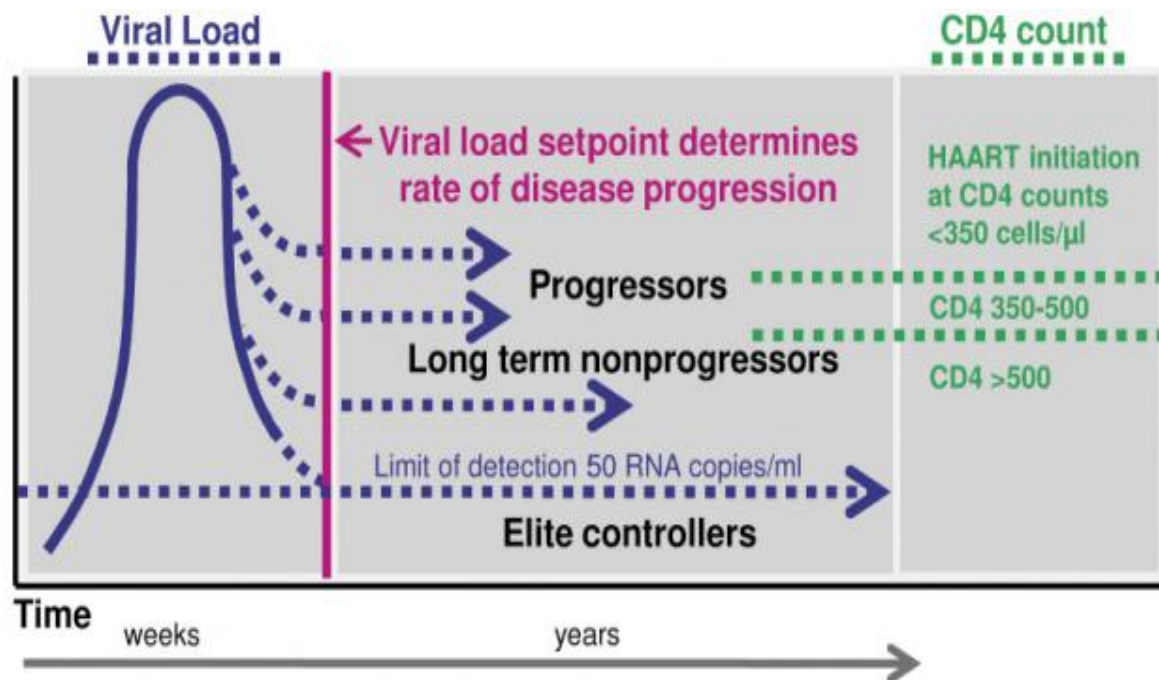 Viral Load
CD4 count
Viral load setpoint determines
rate of disease progression
HAART initiation
at CD4 counts
<350 cells/µl
Progressors
CD4 350-500
Long term nonprogressors
CD4 >500
Limit of detection 50 RNA copies/ml
Elite controllers
Time
weeks
years